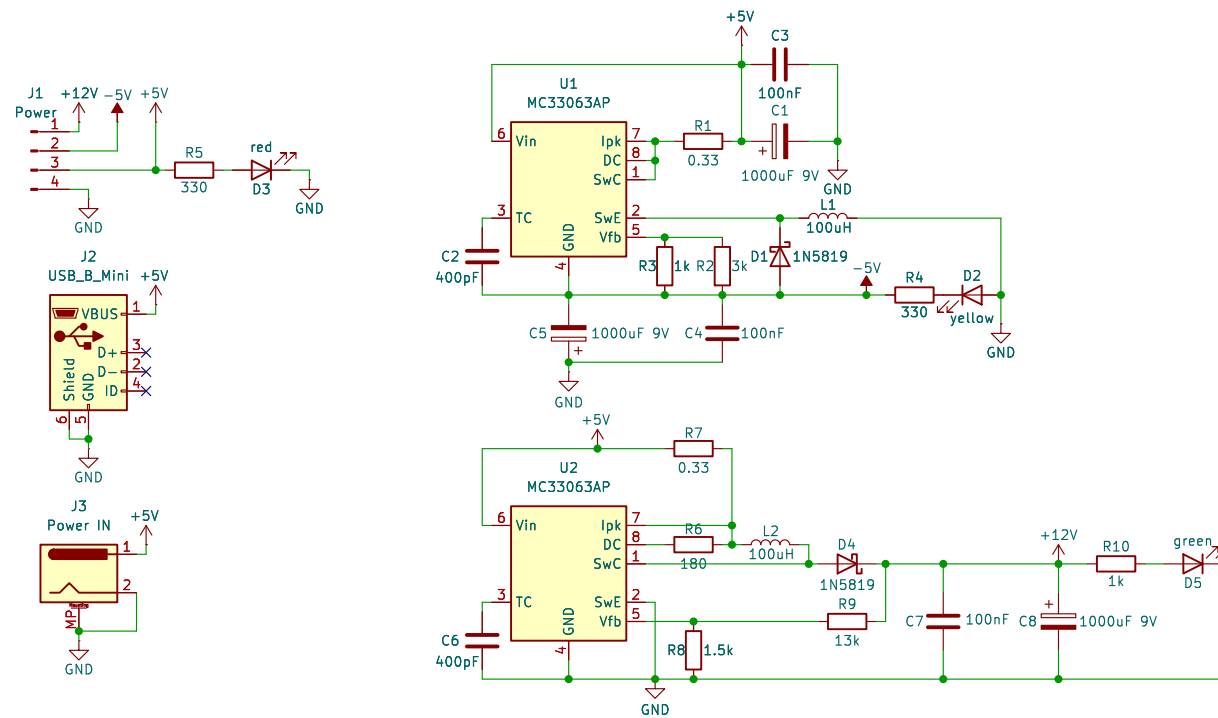 J1
Power
+12V
-5V
+5V
1
2
3
4
GND
R5
330
red
D3
GND
J2
USB_B_Mini
+5V
VBUS 1
D+ 3
D- 2
ID 4
Shield
GND
6
5
GND
J3
Power IN
+5V
1
2
MP
GND
+5V
C3
100nF
C1
+
1000uF 9V
GND
U1
MC33063AP
6 Vin
Ipk 7
DC 8
SwC 1
R1
0.33
3 TC
SwE 2
Vfb 5
GND
4
C2
400pF
L1
100uH
R3 1k
R2 3k
D1 1N5819
-5V
R4
330
D2
yellow
GND
C5 1000uF 9V
+
C4 100nF
GND
+5V
R7
0.33
U2
MC33063AP
6 Vin
Ipk 7
DC 8
SwC 1
R6
180
L2
100uH
D4
1N5819
3 TC
SwE 2
Vfb 5
GND
4
C6
400pF
R8 1.5k
R9
13k
C7 100nF
+12V
C8 1000uF 9V
+
R10
1k
green
D5
GND